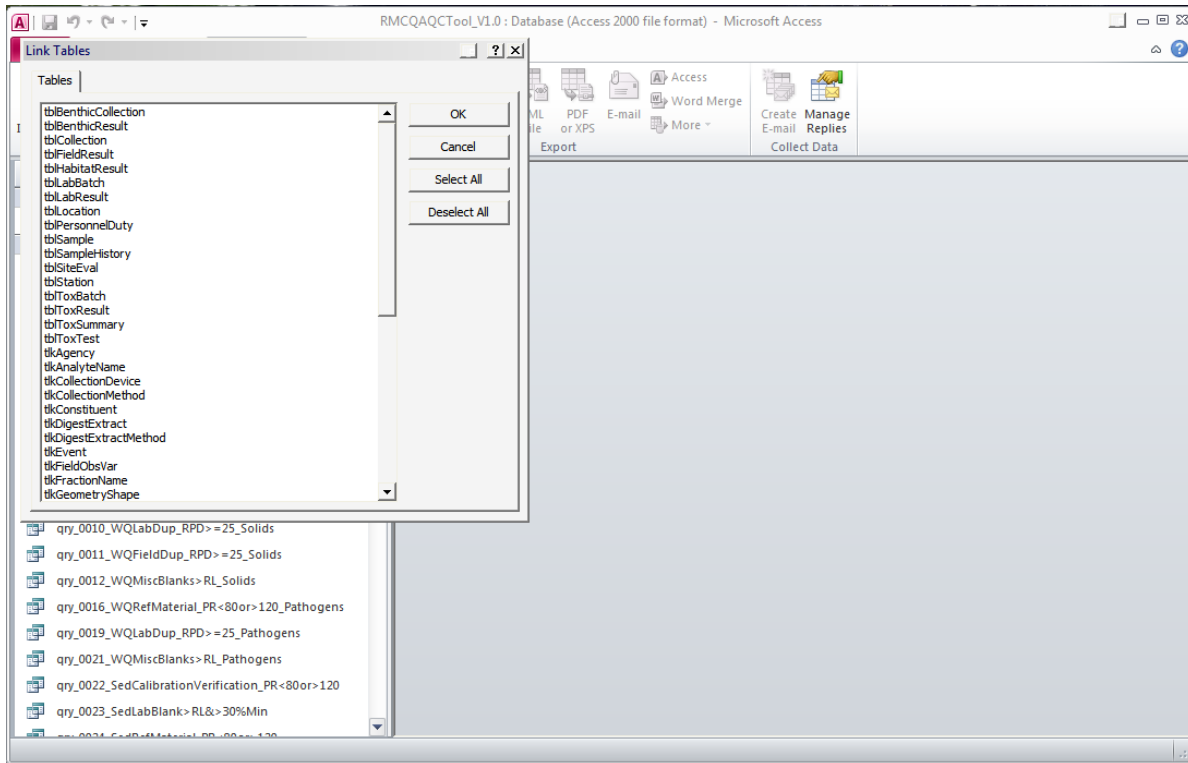 RMCQAQCTool_V1.0 : Database (Access 2000 file format) - Microsoft Access
Link Tables
Tables
tblBenthicCollection
tblBenthicResult
tblCollection
tblFieldResult
tblHabitatResult
tblLabBatch
tblLabResult
tblLocation
tblPersonnelDuty
tblSample
tblSampleHistory
tblSiteEval
tblStation
tblToxBatch
tblToxResult
tblToxSummary
tblToxTest
tlkAgency
tlkAnalyteName
tlkCollectionDevice
tlkCollectionMethod
tlkConstituent
tlkDigestExtract
tlkDigestExtractMethod
tlkEvent
tlkFieldObsVar
tlkFractionName
tlkGeometryShape
OK
Cancel
Select All
Deselect All
PDF
or XPS
E-mail
Access
Word Merge
More
Export
Create
E-mail
Manage
Replies
Collect Data
qry_0010_WQLabDup_RPD>=25_Solids
qry_0011_WQFieldDup_RPD>=25_Solids
qry_0012_WQMiscBlanks>RL_Solids
qry_0016_WQRefMaterial_PR<80or>120_Pathogens
qry_0019_WQLabDup_RPD>=25_Pathogens
qry_0021_WQMiscBlanks>RL_Pathogens
qry_0022_SedCalibrationVerification_PR<80or>120
qry_0023_SedLabBlank>RL&>30%Min